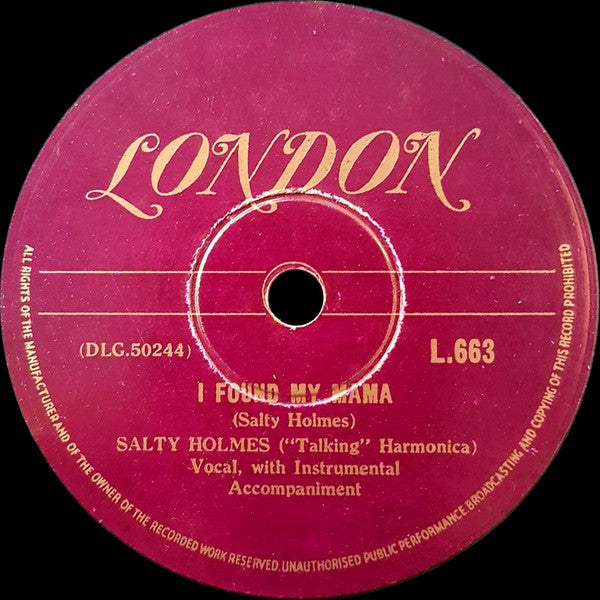 LONDON
(DLG.50244)
L.663
I FOUND MY MAMA
(Salty Holmes)
SALTY HOLMES ("Talking" Harmonica)
Vocal, with Instrumental
Accompaniment
ALL RIGHTS OF THE MANUFACTURER AND OF THE OWNER OF THE RECORDED WORK RESERVED. UNAUTHORISED PUBLIC PERFORMANCE, BROADCASTING AND COPYING OF THIS RECORD PROHIBITED